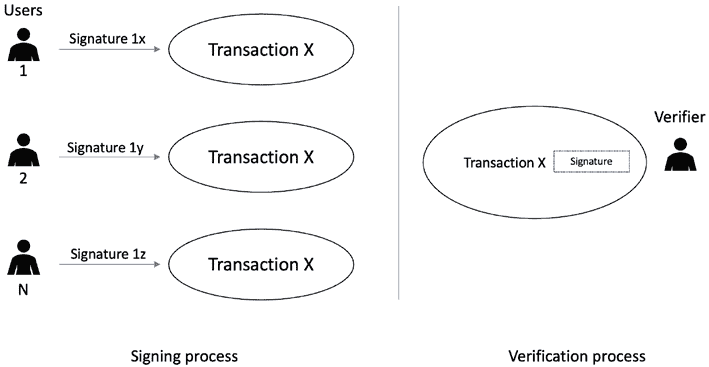 Users
Signature 1x
Transaction X
1
Signature 1y
Transaction X
2
Signature 1z
Transaction X
N
Signing process
Verifier
Transaction X
Signature
Verification process